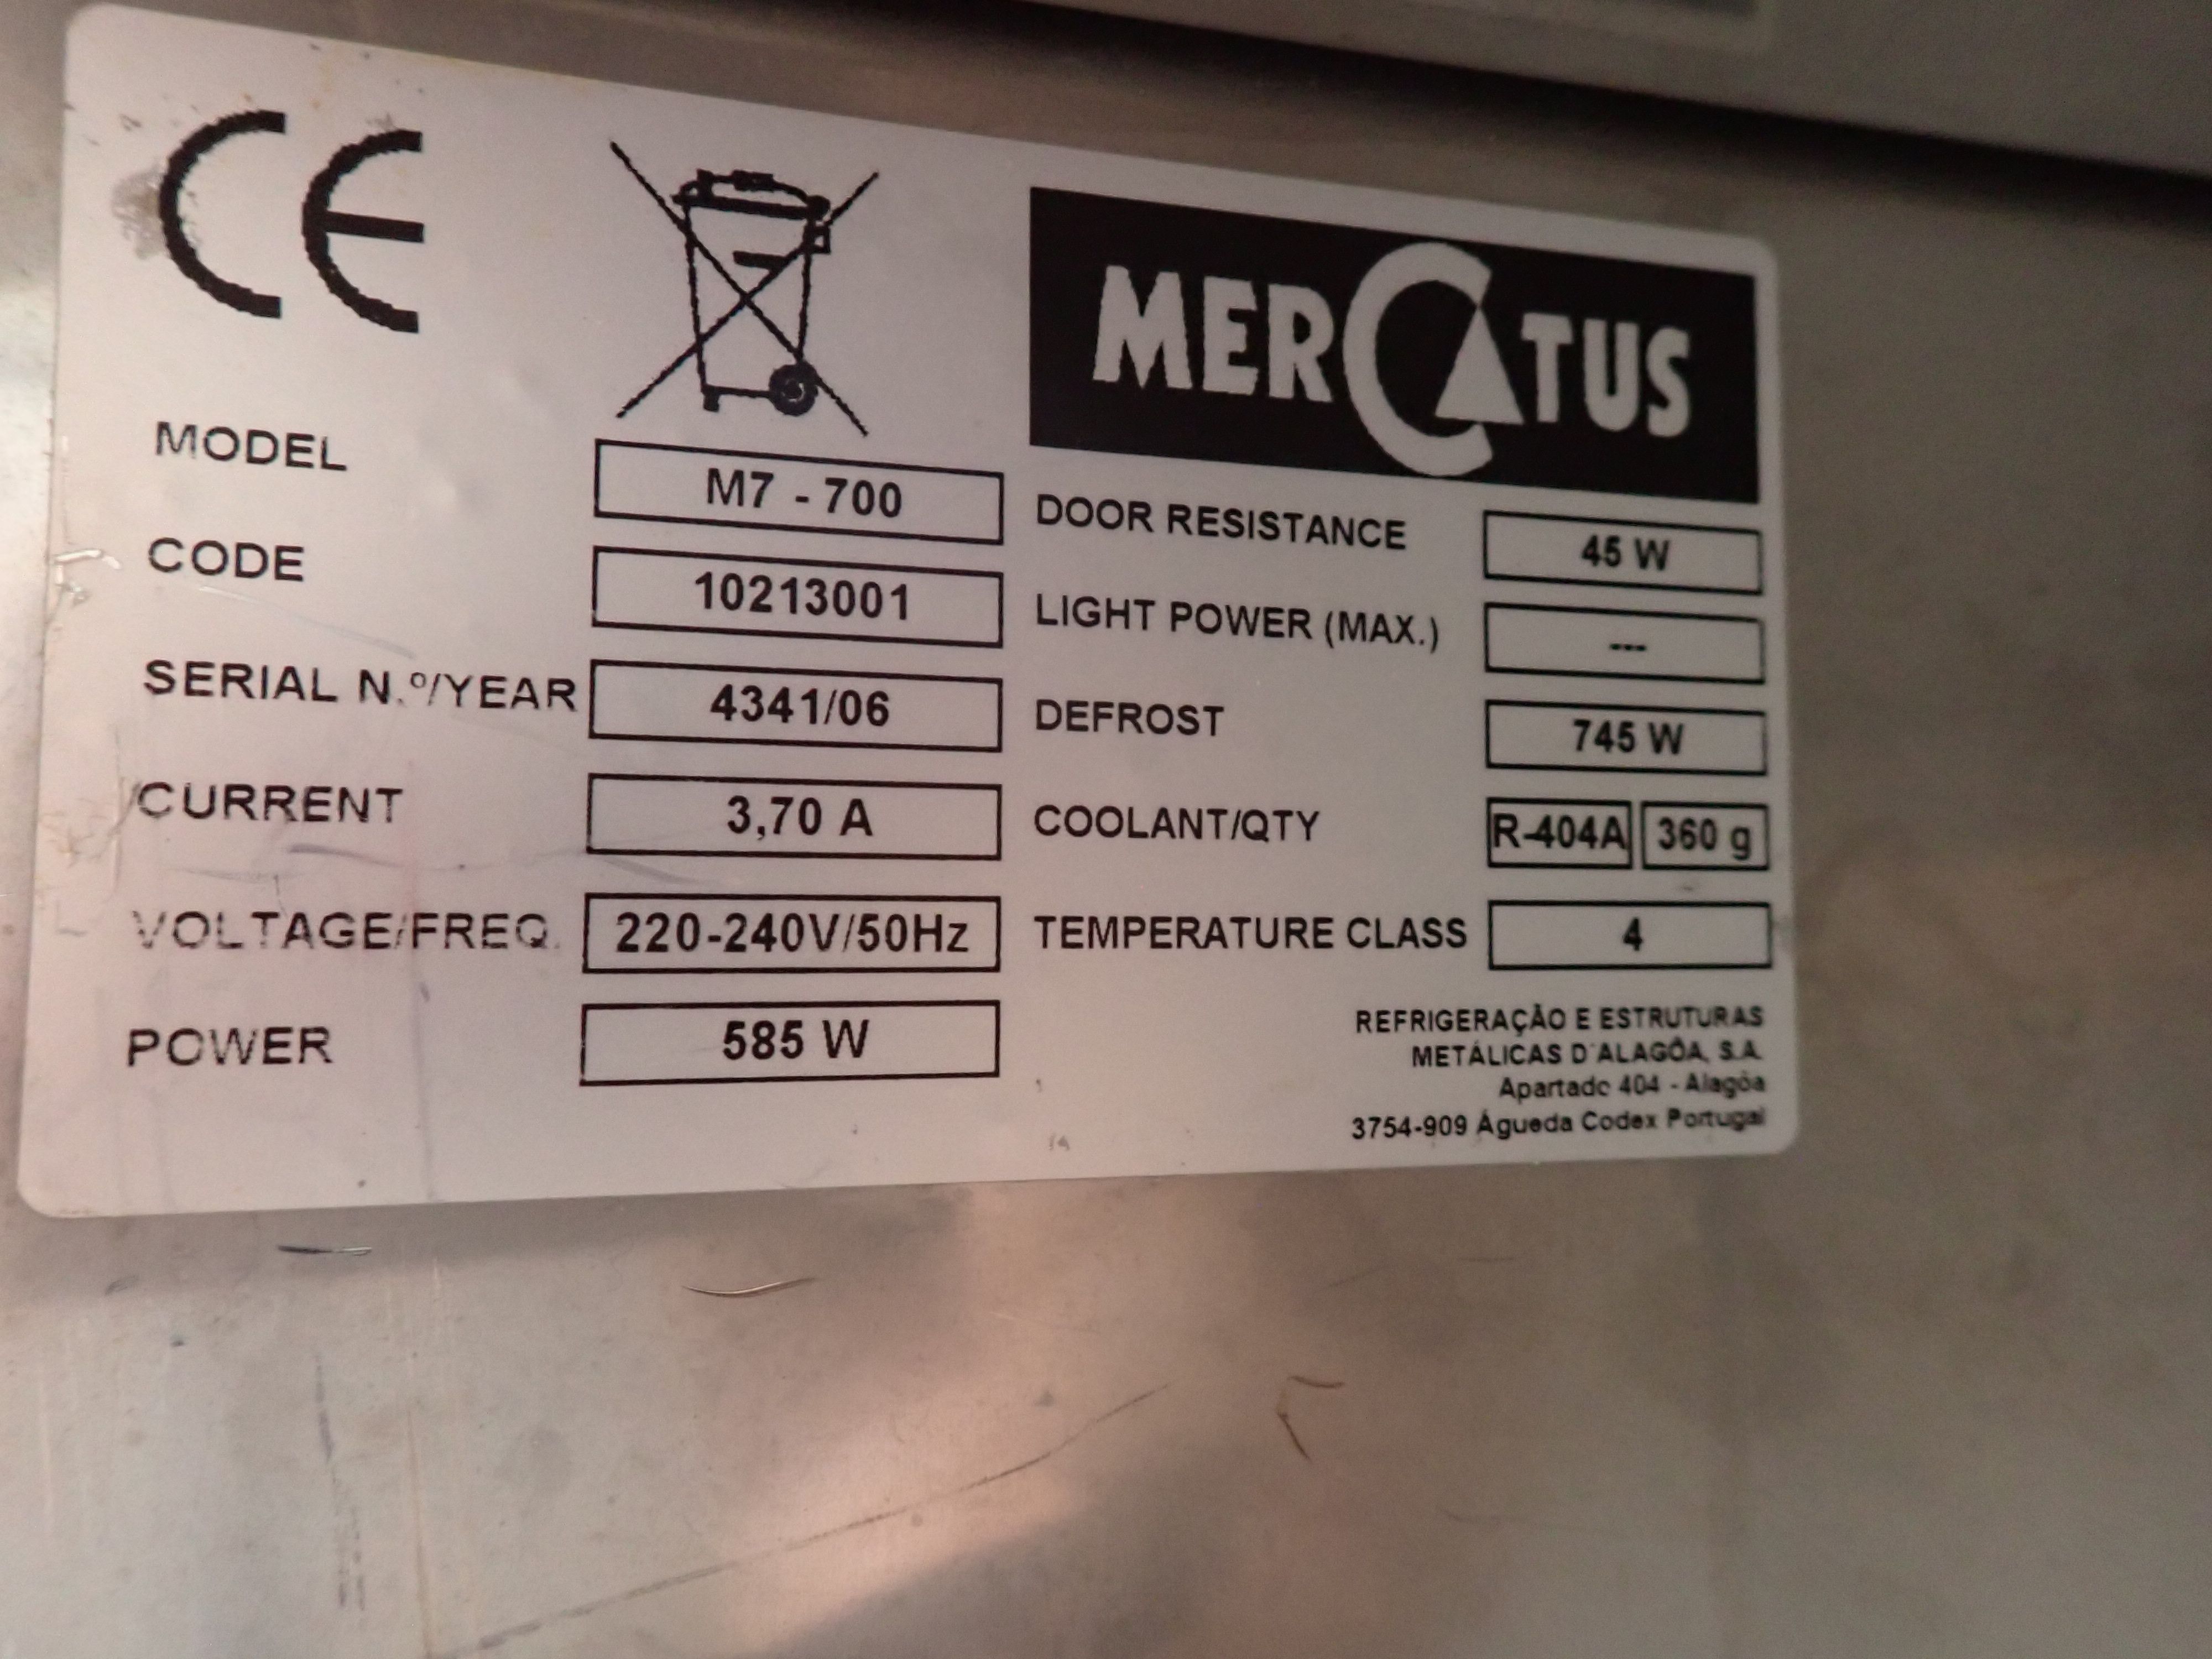 CE
MERCATUS
MODEL M7 - 700
CODE 10213001
SERIAL N.º/YEAR 4341/06
CURRENT 3,70 A
VOLTAGE/FREQ. 220-240V/50Hz
POWER 585 W
DOOR RESISTANCE 45 W
LIGHT POWER (MAX.) ---
DEFROST 745 W
COOLANT/QTY R-404A 360 g
TEMPERATURE CLASS 4
REFRIGERAÇÃO E ESTRUTURAS
METÁLICAS D'ALAGÔA, S.A.
Apartado 404 - Alagôa
3754-909 Águeda Codex Portugal